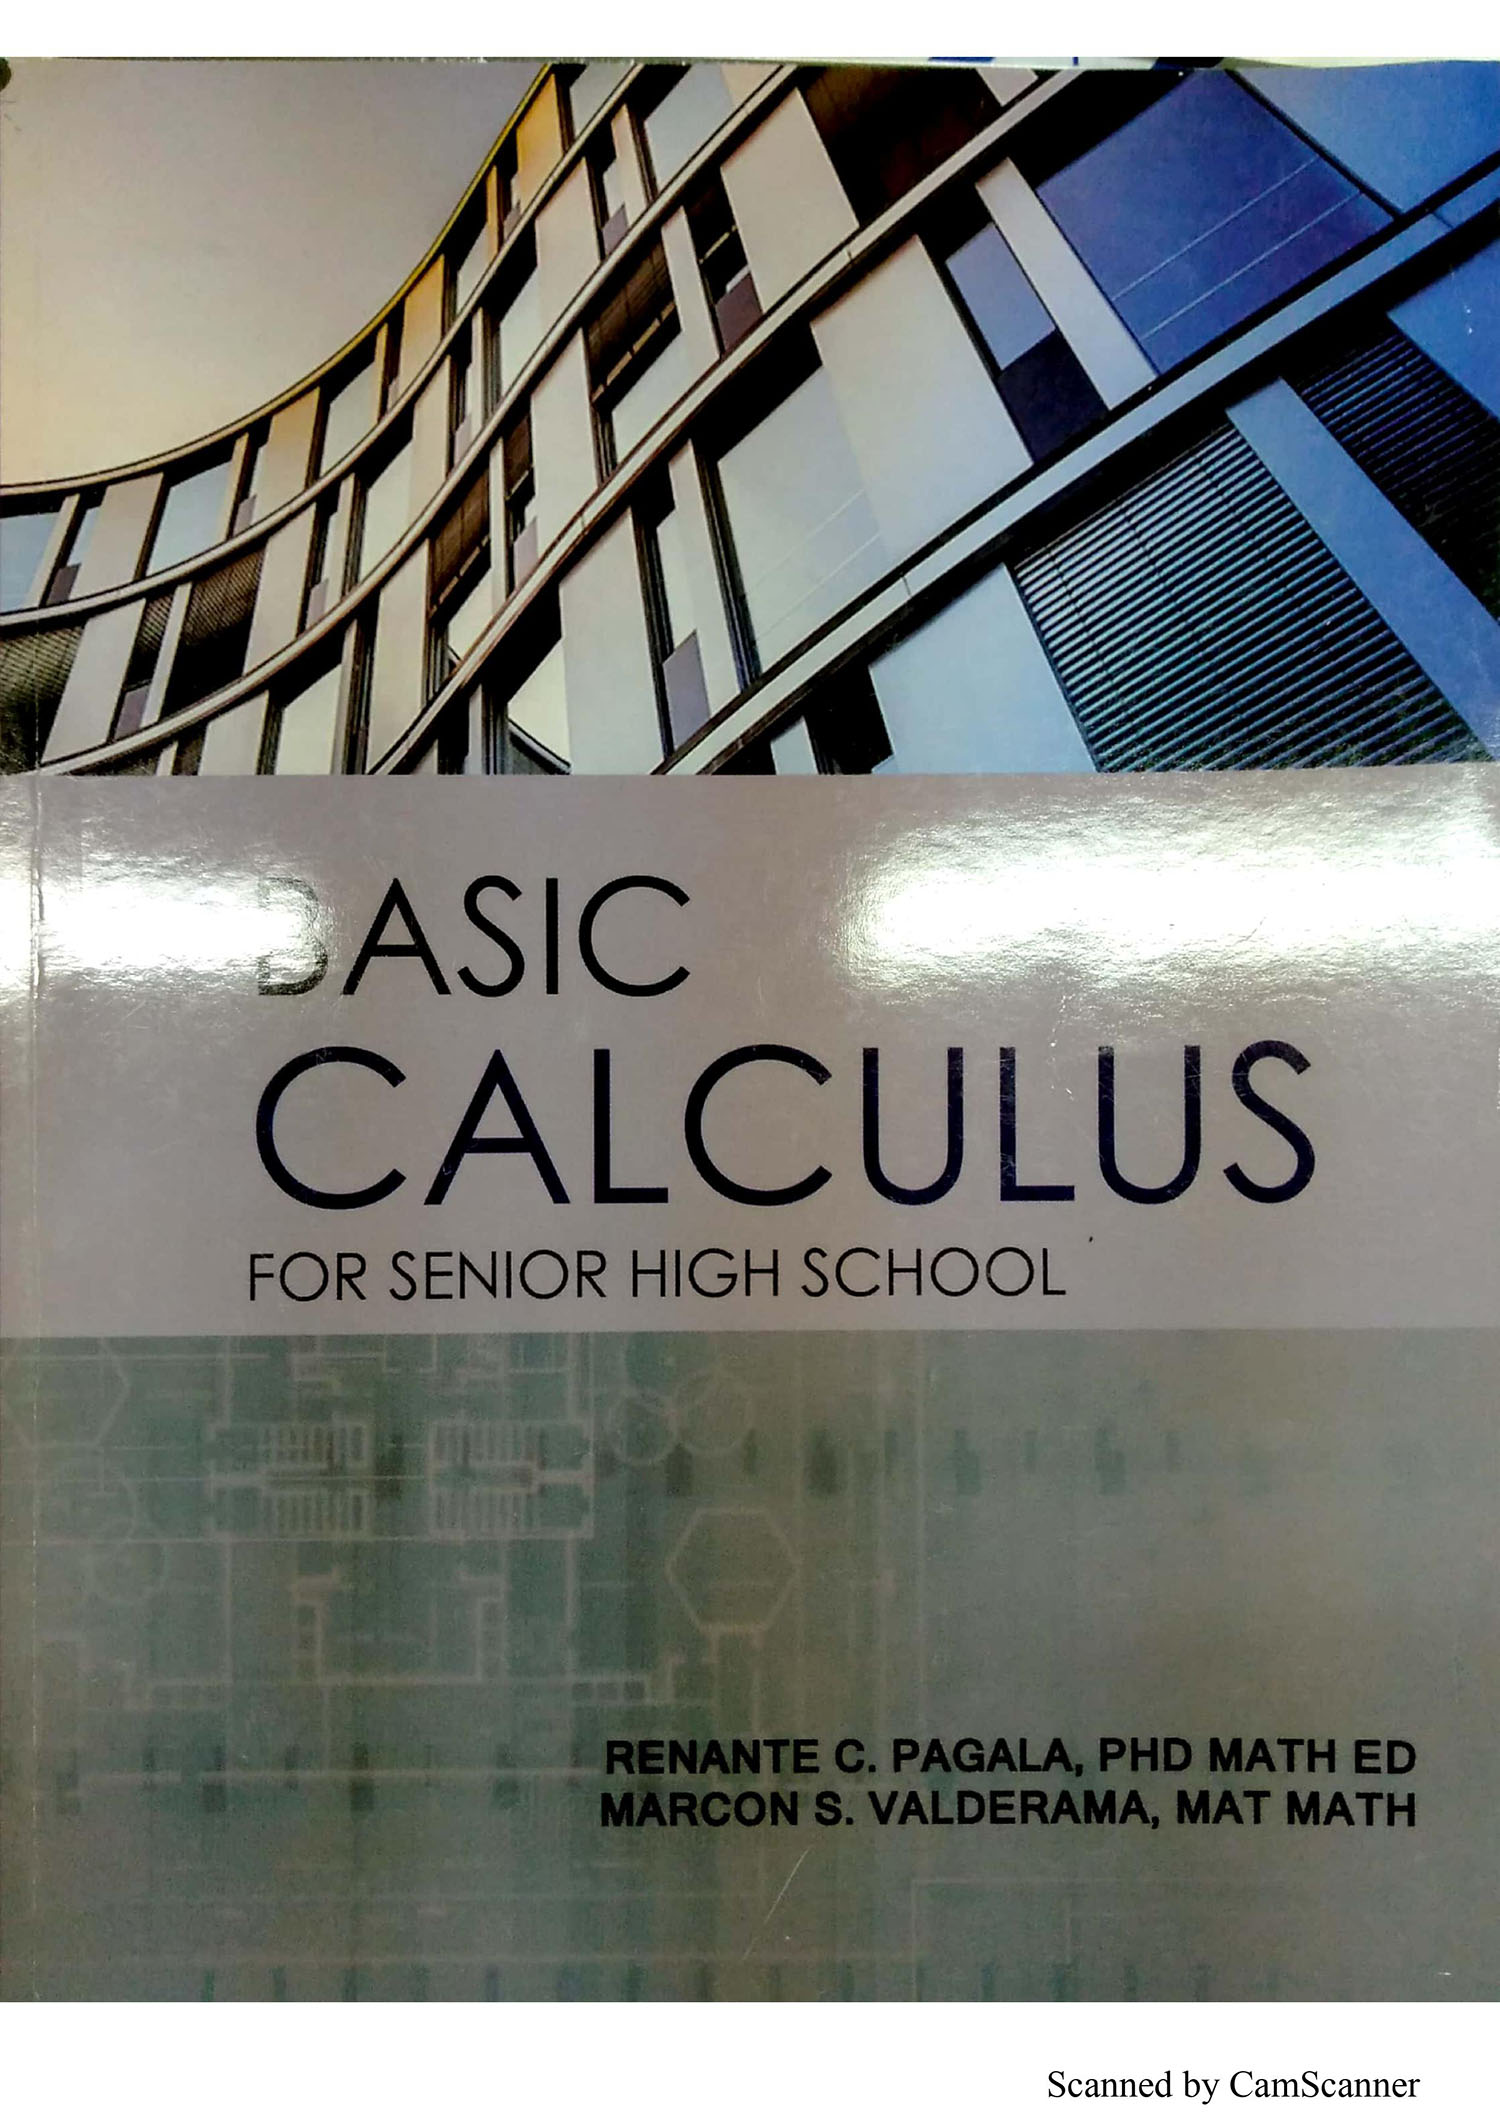 BASIC
CALCULUS
FOR SENIOR HIGH SCHOOL
RENANTE C. PAGALA, PHD MATH ED
MARCON S. VALDERAMA, MAT MATH
Scanned by CamScanner